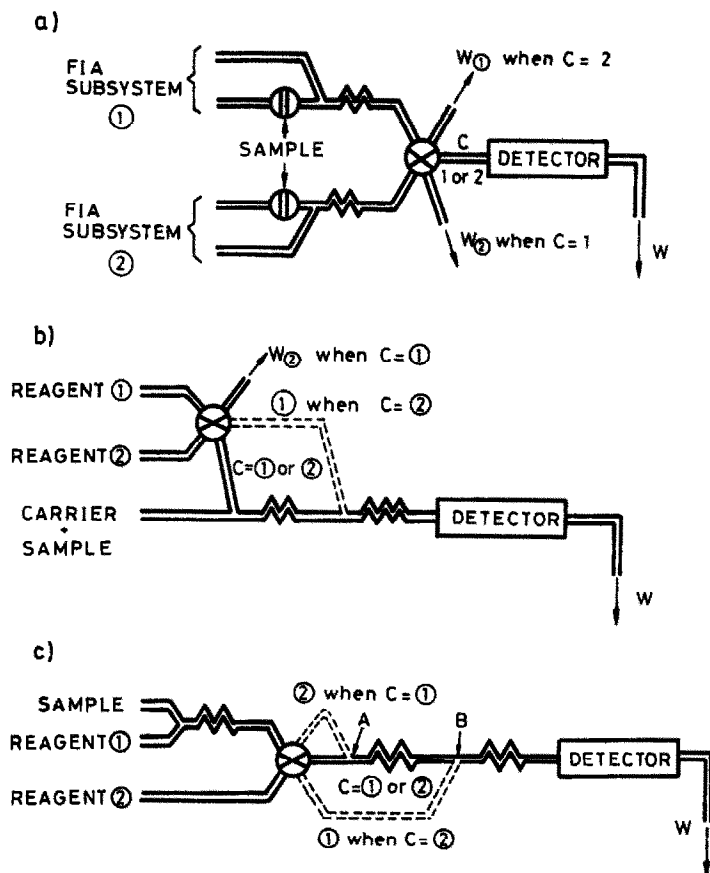 a)
FIA
SUBSYSTEM
①
SAMPLE
FIA
SUBSYSTEM
②
W① when C = 2
C
1 or 2
DETECTOR
W② when C = 1
W
b)
W② when C = ①
REAGENT ①
① when C = ②
REAGENT ②
C = ① or ②
CARRIER
+
SAMPLE
DETECTOR
W
c)
SAMPLE
② when C = ①
A
B
REAGENT ①
DETECTOR
C = ① or ②
REAGENT ②
① when C = ②
W